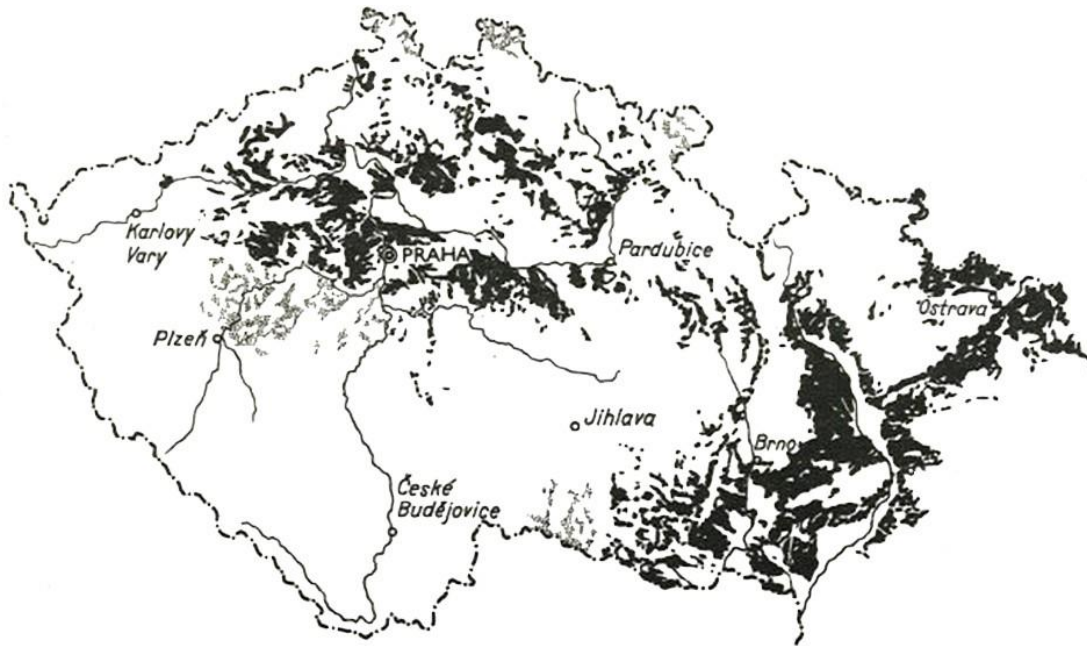 Karlovy
Vary
PRAHA
Pardubice
Ostrava
Plzeň
Jihlava
Brno
České
Budějovice